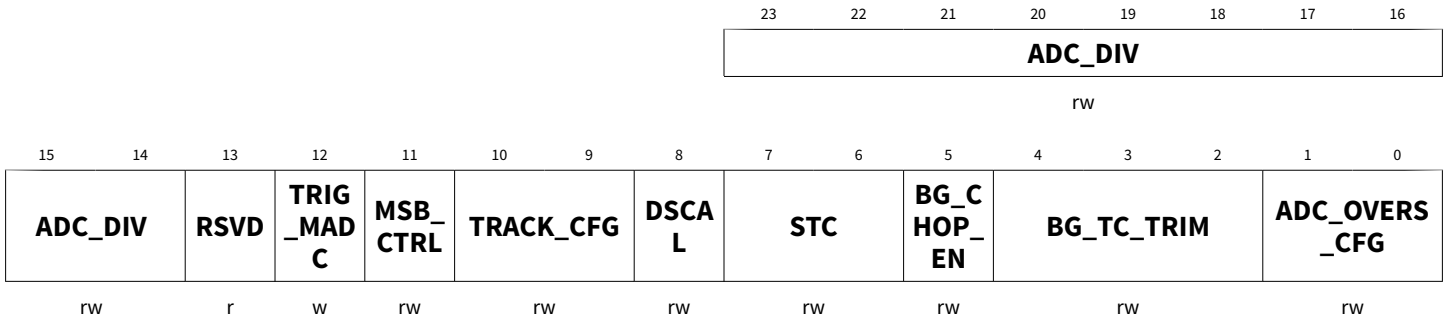 23 22 21 20 19 18 17 16
ADC_DIV
rw
15 14 13 12 11 10 9 8 7 6 5 4 3 2 1 0
ADC_DIV RSVD TRIG
_MAD
C MSB_
CTRL TRACK_CFG DSCA
L STC BG_C
HOP_
EN BG_TC_TRIM ADC_OVERS
_CFG
rw r w rw rw rw rw rw rw rw